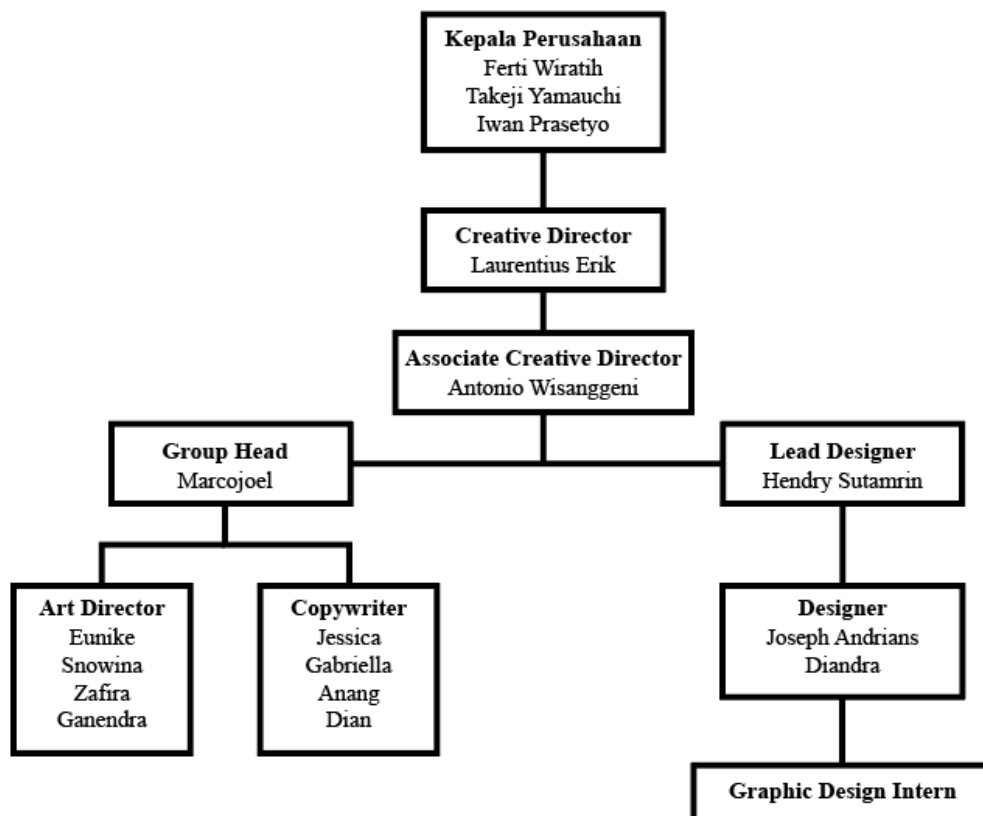 Kepala Perusahaan
Ferti Wiratih
Takeji Yamauchi
Iwan Prasetyo
Creative Director
Laurentius Erik
Associate Creative Director
Antonio Wisanggeni
Group Head
Marcojoel
Lead Designer
Hendry Sutamrin
Art Director
Eunike
Snowina
Zafira
Ganendra
Copywriter
Jessica
Gabriella
Anang
Dian
Designer
Joseph Andrians
Diandra
Graphic Design Intern